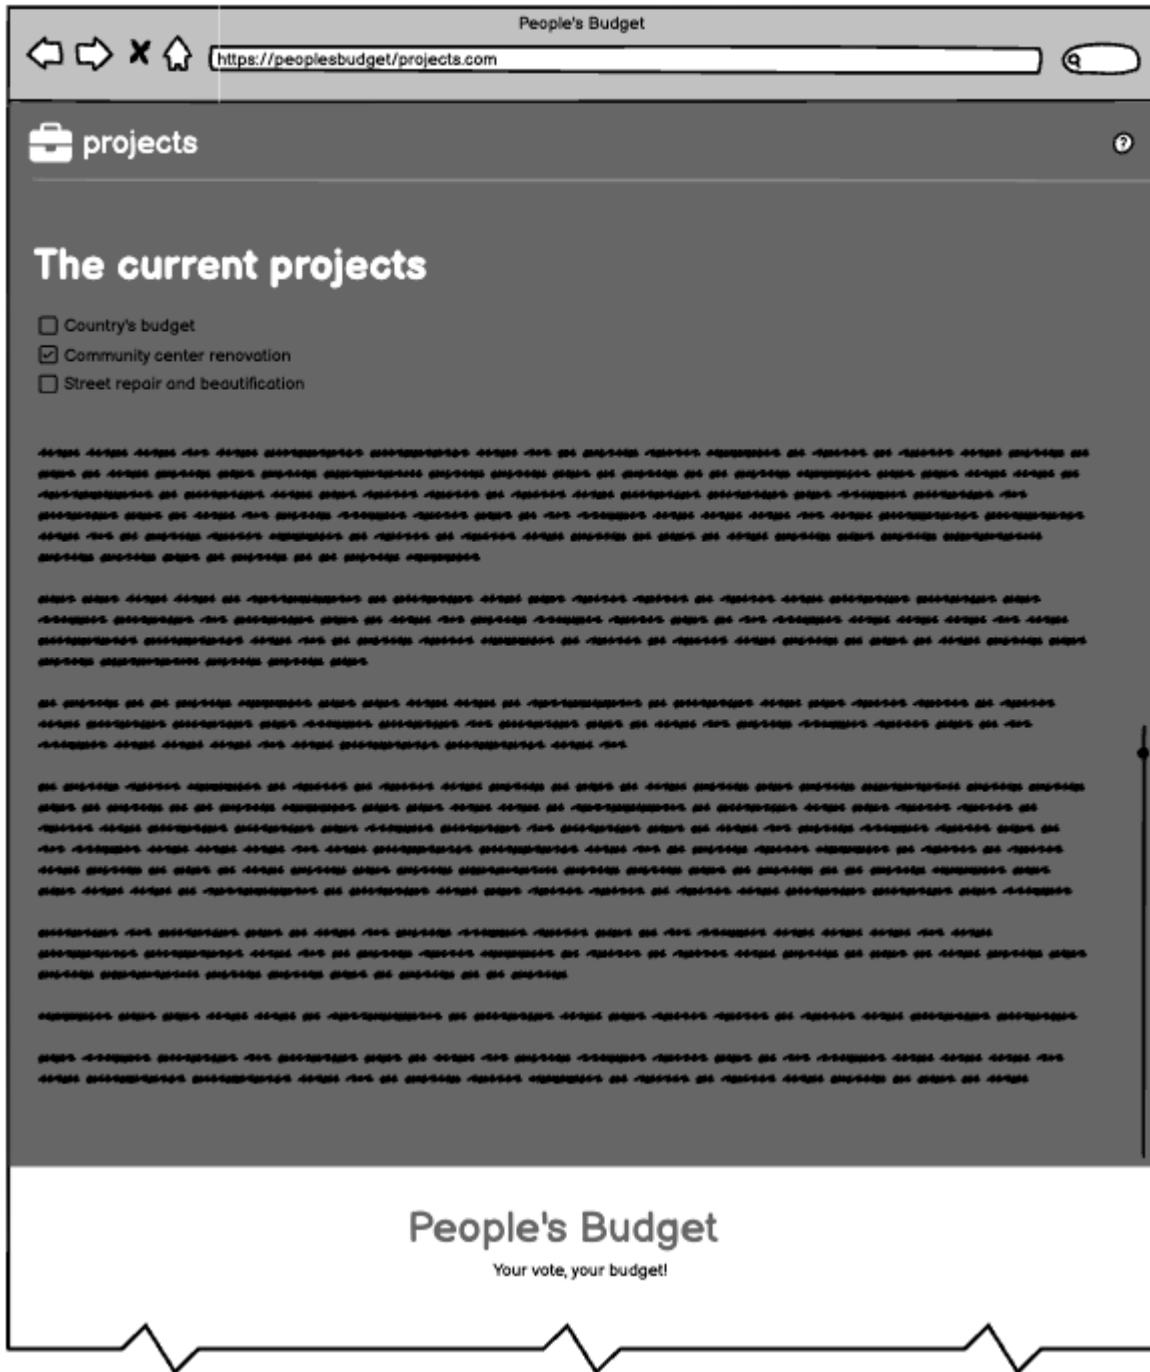 People's Budget
https://peoplesbudget/projects.com
projects
?
The current projects
Country's budget
Community center renovation
Street repair and beautification
People's Budget
Your vote, your budget!